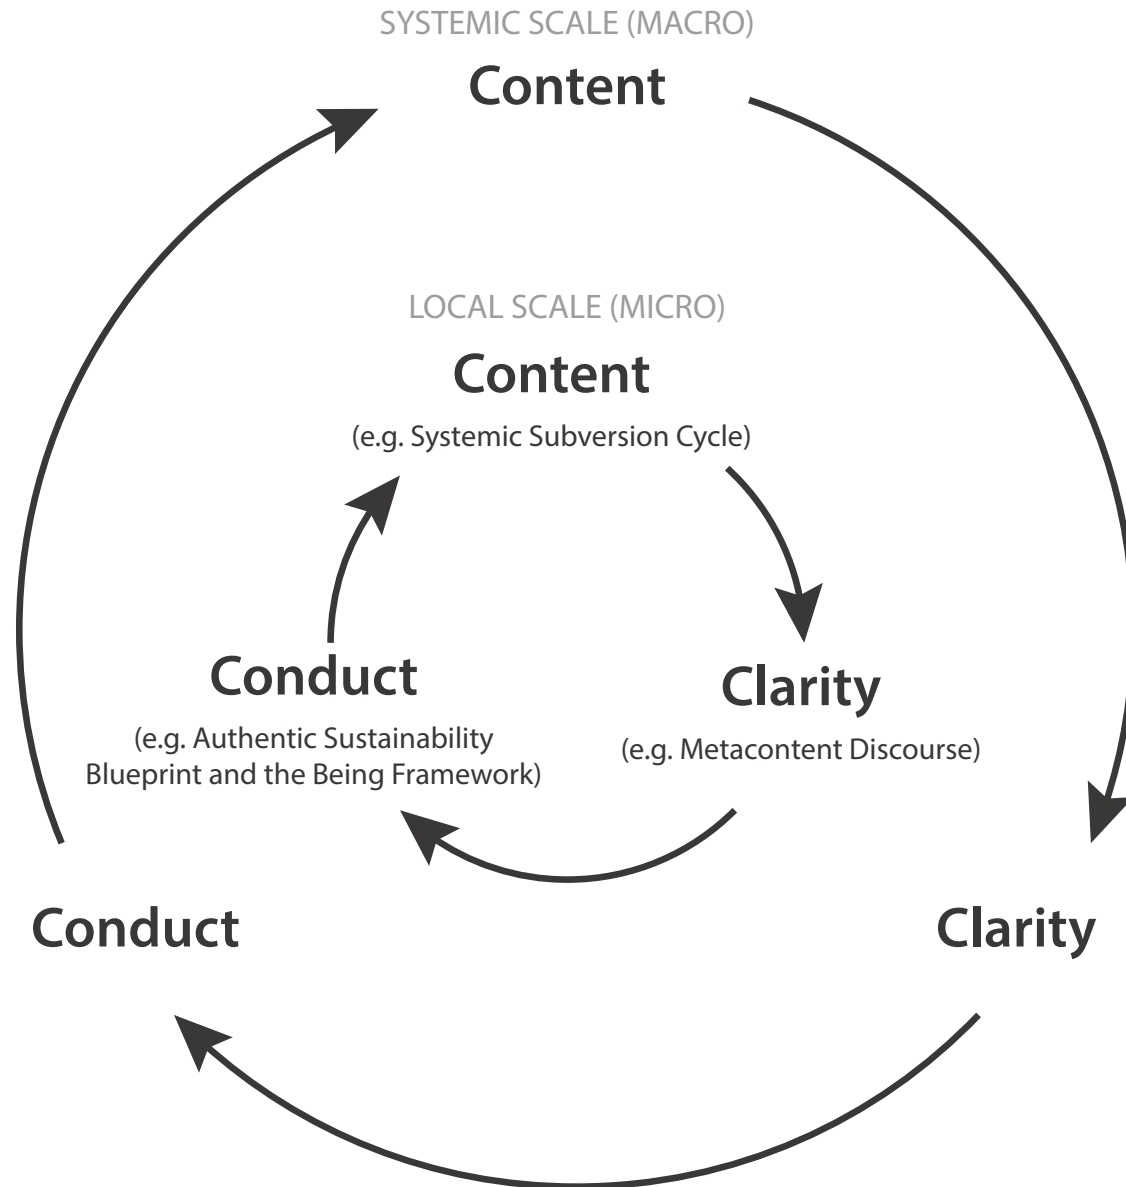 SYSTEMIC SCALE (MACRO)
Content
LOCAL SCALE (MICRO)
Content
(e.g. Systemic Subversion Cycle)
Conduct
(e.g. Authentic Sustainability
Blueprint and the Being Framework)
Clarity
(e.g. Metacontent Discourse)
Conduct
Clarity